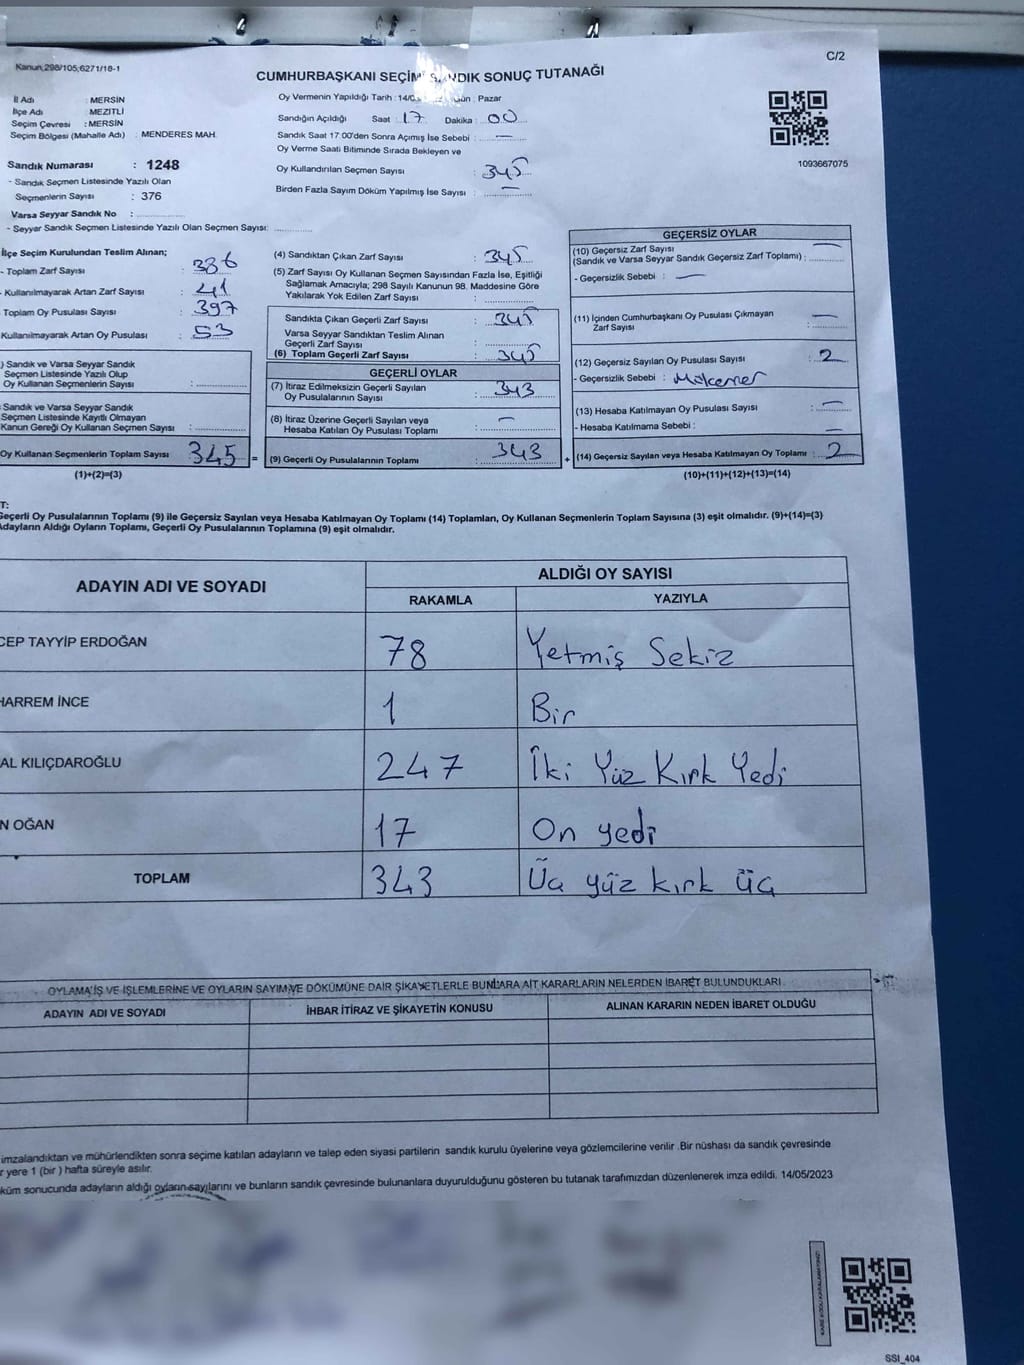 Kanun;298/105;6271/18-1
C/2
CUMHURBAŞKANI SEÇİM SANDIK SONUÇ TUTANAĞI
İl Adı : MERSİN
İlçe Adı : MEZİTLİ
Seçim Çevresi : MERSİN
Seçim Bölgesi (Mahalle Adı) : MENDERES MAH.
Oy Vermenin Yapıldığı Tarih : Pazar
Sandığın Açıldığı Saat : 17 Dakika : 00
Sandık Saat 17:00'den Sonra Açımış İse Sebebi : —
Oy Verme Saati Bitiminde Sırada Bekleyen ve
Oy Kullandırılan Seçmen Sayısı : 345
Birden Fazla Sayım Döküm Yapılmış İse Sayısı : —
1093667075
Sandık Numarası : 1248
- Sandık Seçmen Listesinde Yazılı Olan
Seçmenlerin Sayısı : 376
Varsa Seyyar Sandık No :
- Seyyar Sandık Seçmen Listesinde Yazılı Olan Seçmen Sayısı:
İlçe Seçim Kurulundan Teslim Alınan;
- Toplam Zarf Sayısı : 386
- Kullanılmayarak Artan Zarf Sayısı : 41
Toplam Oy Pusulası Sayısı : 397
Kullanılmayarak Artan Oy Pusulası : 53
) Sandık ve Varsa Seyyar Sandık
Seçmen Listesinde Yazılı Olup
Oy Kullanan Seçmenlerin Sayısı :
Sandık ve Varsa Seyyar Sandık
Seçmen Listesinde Kayıtlı Olmayan
Kanun Gereği Oy Kullanan Seçmen Sayısı :
Oy Kullanan Seçmenlerin Toplam Sayısı 345 =
(1)+(2)=(3)
(4) Sandıktan Çıkan Zarf Sayısı : 345
(5) Zarf Sayısı Oy Kullanan Seçmen Sayısından Fazla İse, Eşitliği
Sağlamak Amacıyla; 298 Sayılı Kanunun 98. Maddesine Göre
Yakılarak Yok Edilen Zarf Sayısı :
Sandıkta Çıkan Geçerli Zarf Sayısı : 345
Varsa Seyyar Sandıktan Teslim Alınan
Geçerli Zarf Sayısı :
(6) Toplam Geçerli Zarf Sayısı : 345
GEÇERLİ OYLAR
(7) İtiraz Edilmeksizin Geçerli Sayılan
Oy Pusulalarının Sayısı : 343
(8) İtiraz Üzerine Geçerli Sayılan veya
Hesaba Katılan Oy Pusulası Toplamı : —
(9) Geçerli Oy Pusulalarının Toplamı : 343 +
GEÇERSİZ OYLAR
(10) Geçersiz Zarf Sayısı —
(Sandık ve Varsa Seyyar Sandık Geçersiz Zarf Toplamı) :
- Geçersizlik Sebebi : —
(11) İçinden Cumhurbaşkanı Oy Pusulası Çıkmayan
Zarf Sayısı : —
(12) Geçersiz Sayılan Oy Pusulası Sayısı : 2
- Geçersizlik Sebebi :
(13) Hesaba Katılmayan Oy Pusulası Sayısı : —
- Hesaba Katılmama Sebebi : —
(14) Geçersiz Sayılan veya Hesaba Katılmayan Oy Toplamı : 2
(10)+(11)+(12)+(13)=(14)
T:
Geçerli Oy Pusulalarının Toplamı (9) ile Geçersiz Sayılan veya Hesaba Katılmayan Oy Toplamı (14) Toplamları, Oy Kullanan Seçmenlerin Toplam Sayısına (3) eşit olmalıdır. (9)+(14)=(3)
Adayların Aldığı Oyların Toplamı, Geçerli Oy Pusulalarının Toplamına (9) eşit olmalıdır.
ADAYIN ADI VE SOYADI
ALDIĞI OY SAYISI
RAKAMLA YAZIYLA
CEP TAYYİP ERDOĞAN 78 Yetmiş Sekiz
HARREM İNCE 1 Bir
AL KILIÇDAROĞLU 247 İki Yüz Kırk Yedi
N OĞAN 17 On yedi
TOPLAM 343 Üç yüz kırk üç
OYLAMA İŞ VE İŞLEMLERİNE VE OYLARIN SAYIM VE DÖKÜMÜNE DAİR ŞİKAYETLERLE BUNLARA AİT KARARLARIN NELERDEN İBARET BULUNDUKLARI
ADAYIN ADI VE SOYADI İHBAR İTİRAZ VE ŞİKAYETİN KONUSU ALINAN KARARIN NEDEN İBARET OLDUĞU
imzalandıktan ve mühürlendikten sonra seçime katılan adayların ve talep eden siyasi partilerin sandık kurulu üyelerine veya gözlemcilerine verilir .Bir nüshası da sandık çevresinde
r yere 1 (bir ) hafta süreyle asılır.
küm sonucunda adayların aldığı oyların sayılarını ve bunların sandık çevresinde bulunanlara duyurulduğunu gösteren bu tutanak tarafımızdan düzenlenerek imza edildi. 14/05/2023
SSI_404